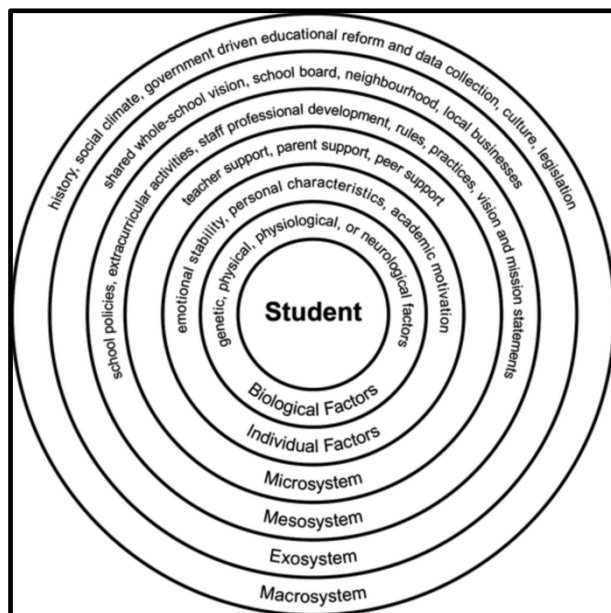 history, social climate, government driven educational reform and data collection, culture, legislation
shared whole-school vision, school board, neighbourhood, local businesses
school policies, extracurricular activities, staff professional development, rules, practices, vision and mission statements
teacher support, parent support, peer support
emotional stability, personal characteristics, academic motivation
genetic, physical, physiological, or neurological factors
Student
Biological Factors
Individual Factors
Microsystem
Mesosystem
Exosystem
Macrosystem